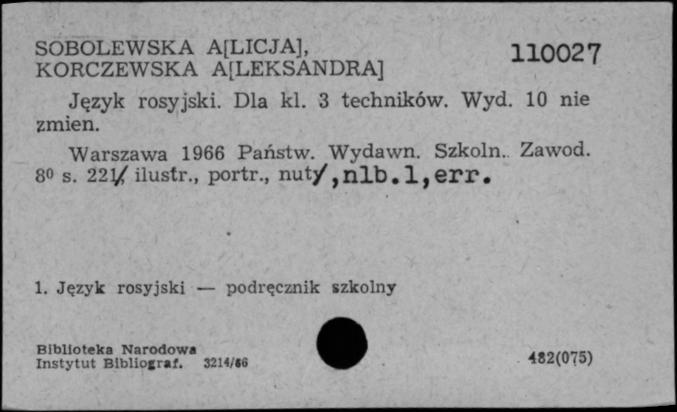 SOBOLEWSKA A[LICJA], 110027
KORCZEWSKA A[LEKSANDRA]
Język rosyjski. Dla kl. 3 techników. Wyd. 10 nie
zmien.
Warszawa 1966 Państw. Wydawn. Szkoln. Zawod.
8⁰ s. 221, ilustr., portr., nuty, nlb.1, err.
1. Język rosyjski — podręcznik szkolny
Biblioteka Narodowa
Instytut Bibliograf. 3214/66 482(075)